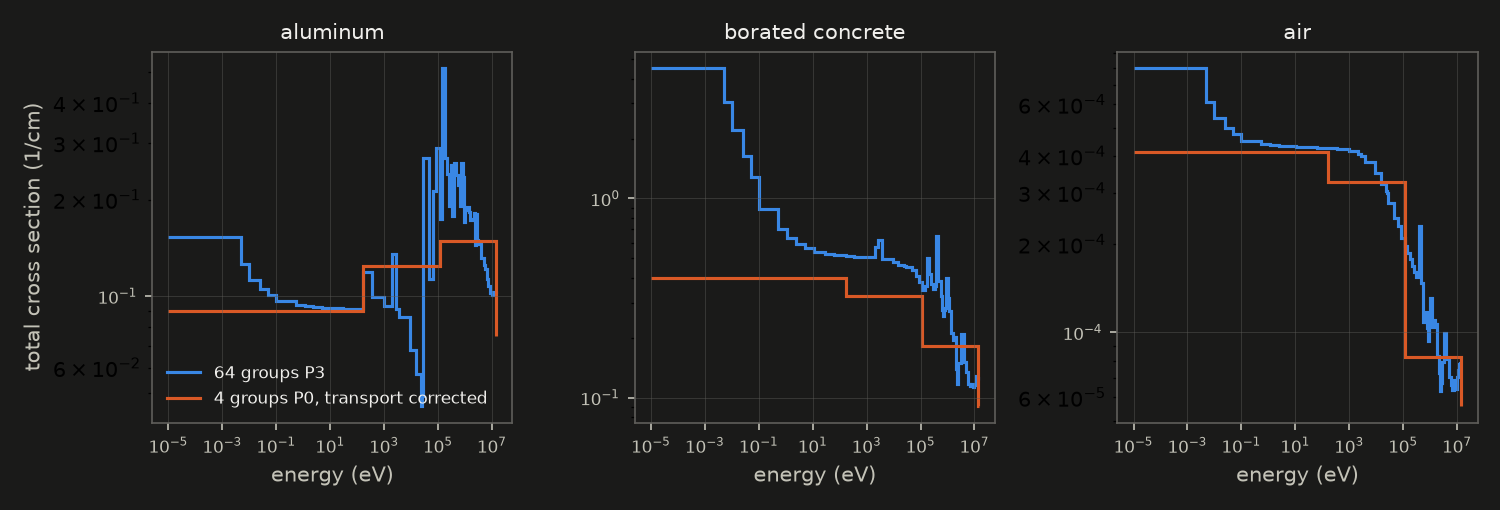 aluminum
borated concrete
air
total cross section (1/cm)
4 × 10⁻¹
3 × 10⁻¹
2 × 10⁻¹
10⁻¹
6 × 10⁻²
64 groups P3
4 groups P0, transport corrected
10⁻⁵ 10⁻³ 10⁻¹ 10¹ 10³ 10⁵ 10⁷
energy (eV)
10⁰
10⁻¹
10⁻⁵ 10⁻³ 10⁻¹ 10¹ 10³ 10⁵ 10⁷
energy (eV)
6 × 10⁻⁴
4 × 10⁻⁴
3 × 10⁻⁴
2 × 10⁻⁴
10⁻⁴
6 × 10⁻⁵
10⁻⁵ 10⁻³ 10⁻¹ 10¹ 10³ 10⁵ 10⁷
energy (eV)